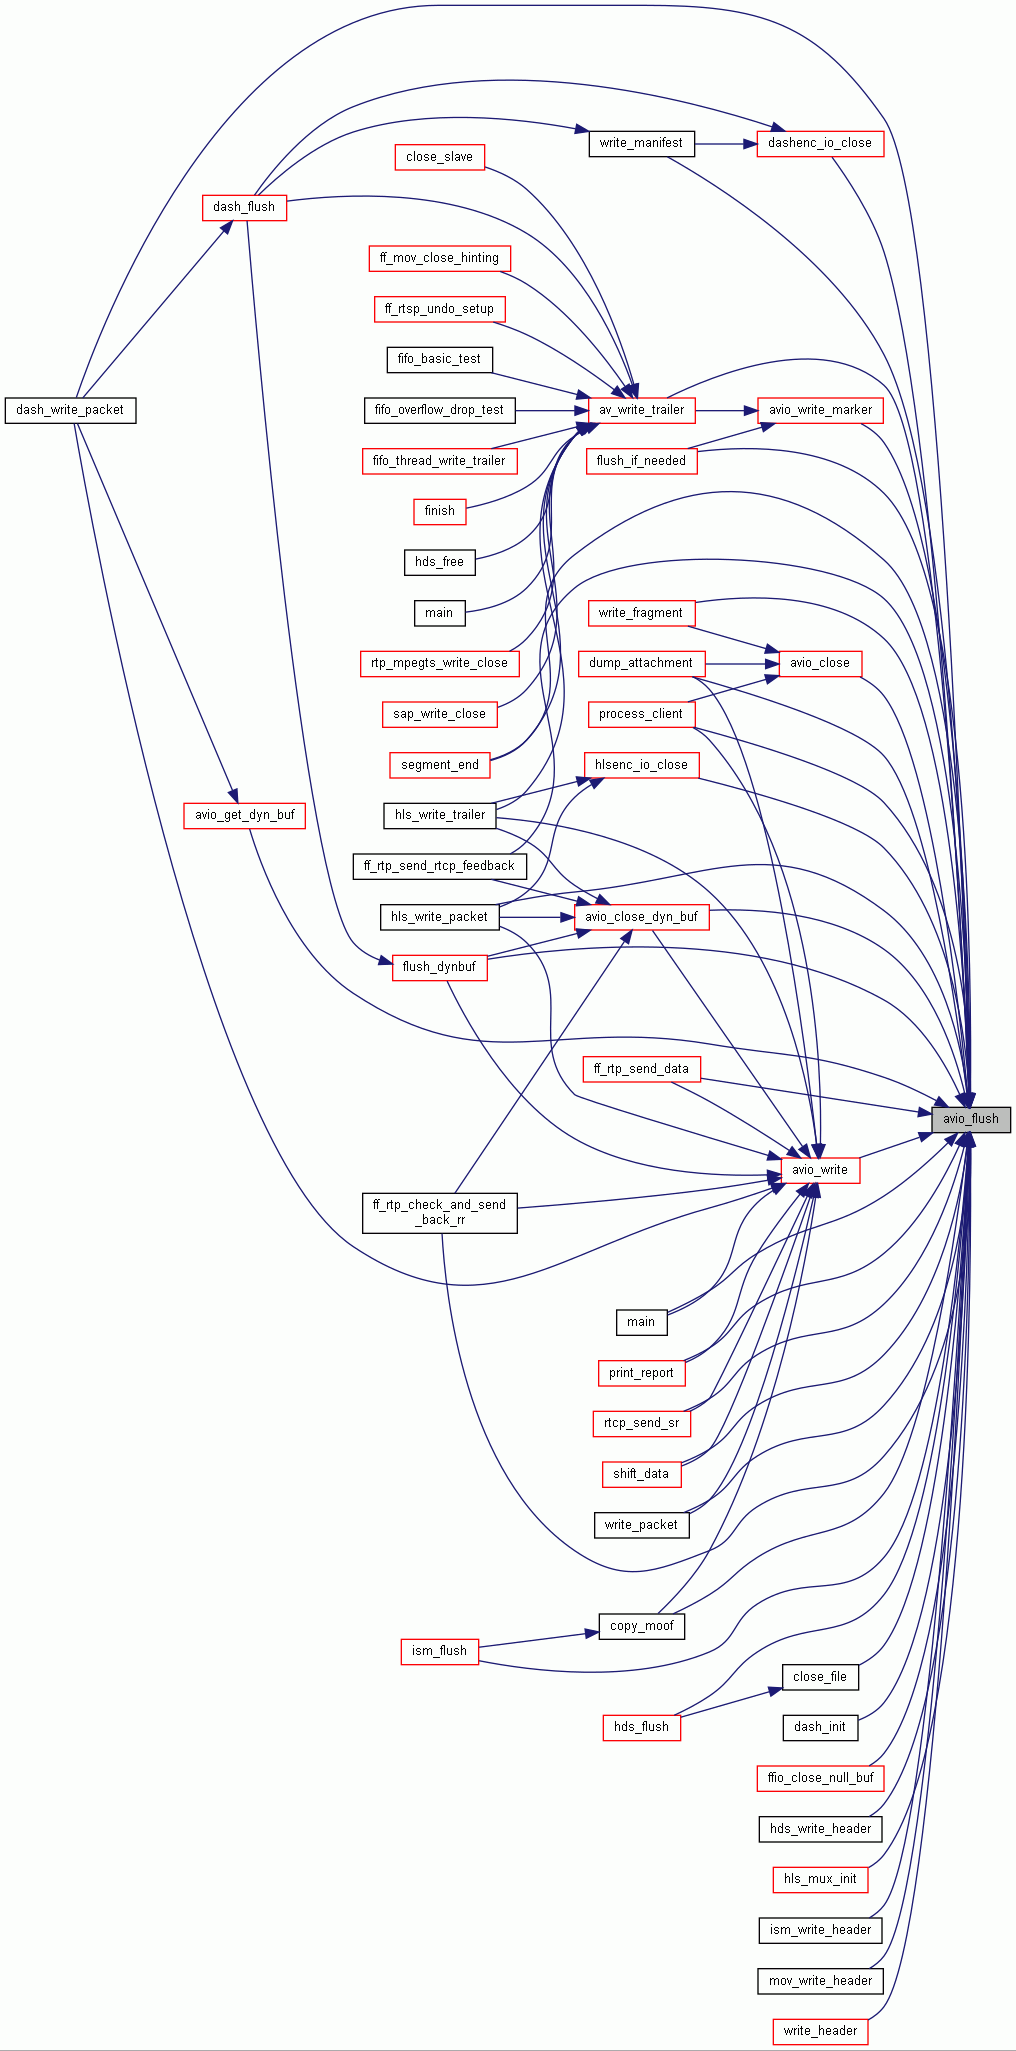 write_manifest
dashenc_io_close
close_slave
dash_flush
ff_mov_close_hinting
ff_rtsp_undo_setup
fifo_basic_test
dash_write_packet
fifo_overflow_drop_test
av_write_trailer
avio_write_marker
fifo_thread_write_trailer
flush_if_needed
finish
hds_free
main
write_fragment
rtp_mpegts_write_close
dump_attachment
avio_close
sap_write_close
process_client
segment_end
hlsenc_io_close
avio_get_dyn_buf
hls_write_trailer
ff_rtp_send_rtcp_feedback
hls_write_packet
avio_close_dyn_buf
flush_dynbuf
ff_rtp_send_data
avio_flush
avio_write
ff_rtp_check_and_send
_back_rr
main
print_report
rtcp_send_sr
shift_data
write_packet
copy_moof
ism_flush
close_file
hds_flush
dash_init
ffio_close_null_buf
hds_write_header
hls_mux_init
ism_write_header
mov_write_header
write_header